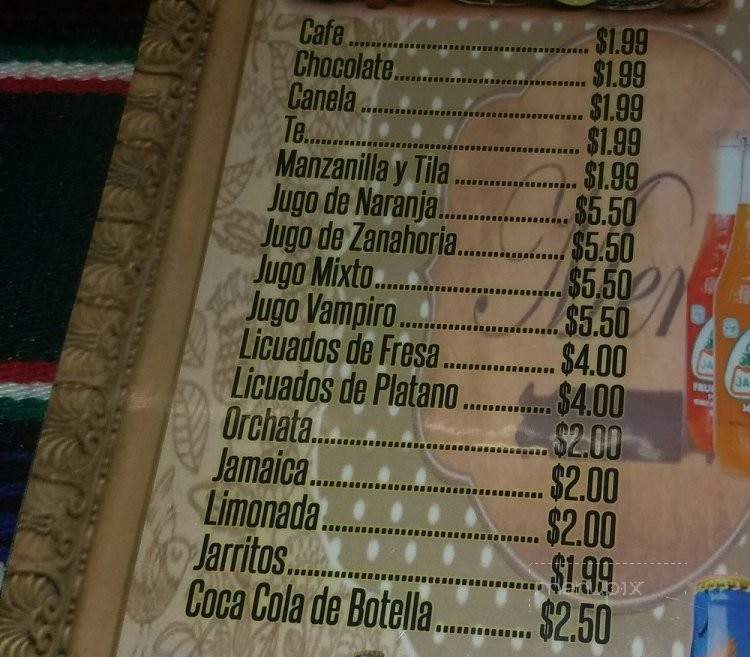 Cafe ........ $1.99
Chocolate ........ $1.99
Canela ........ $1.99
Te ........ $1.99
Manzanilla y Tila ........ $1.99
Jugo de Naranja ........ $5.50
Jugo de Zanahoria ........ $5.50
Jugo Mixto ........ $5.50
Jugo Vampiro ........ $5.50
Licuados de Fresa ........ $4.00
Licuados de Platano ........ $4.00
Orchata ........ $2.00
Jamaica ........ $2.00
Limonada ........ $2.00
Jarritos ........ $1.99
Coca Cola de Botella ........ $2.50
menupix